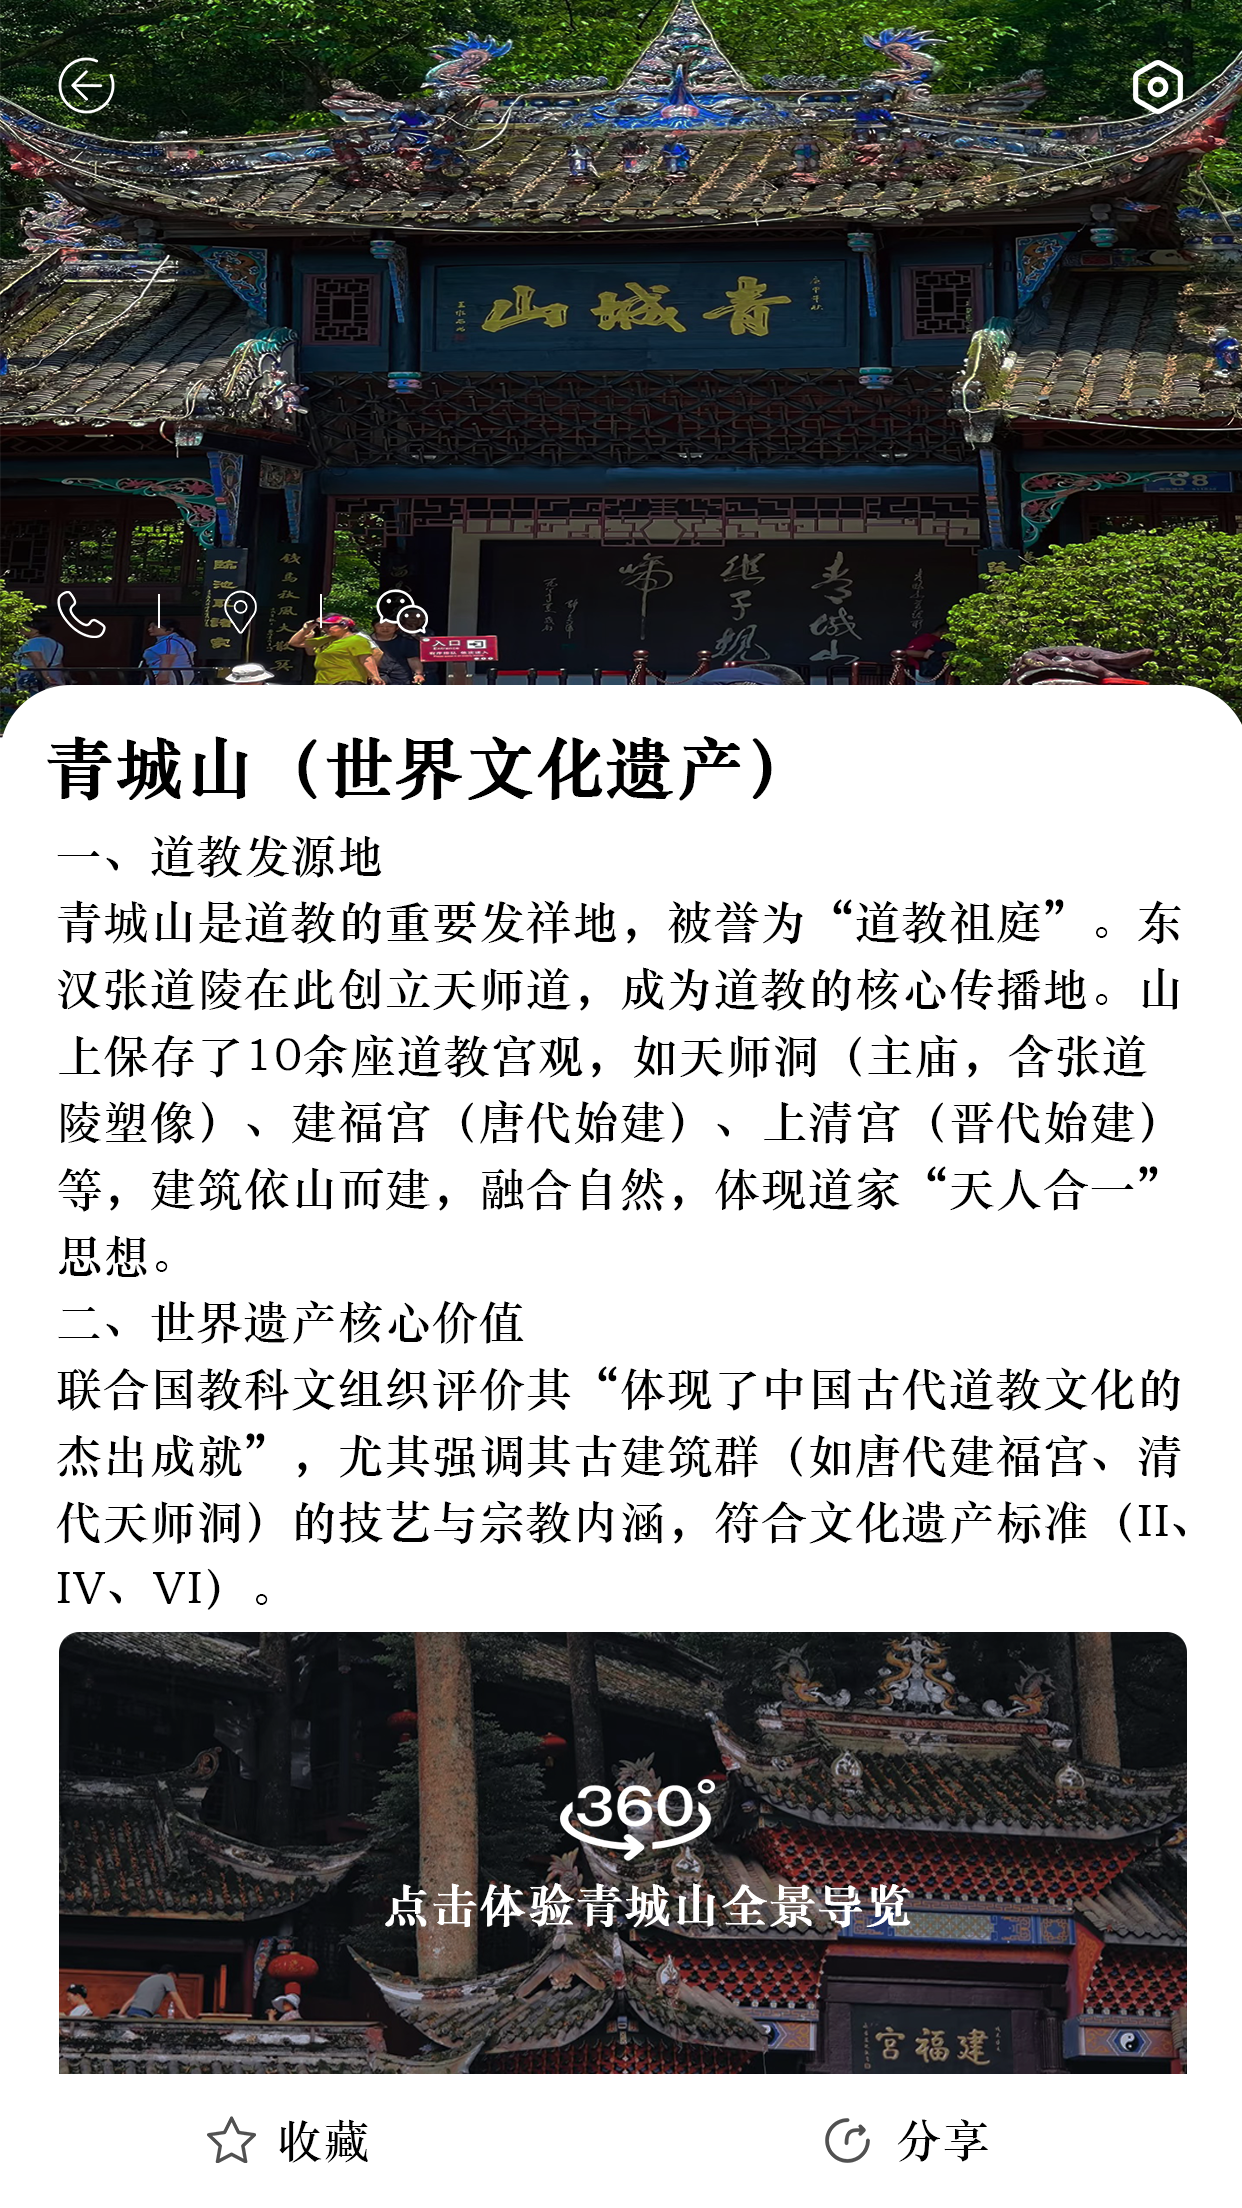 青城山
68
青城山
继子规
啼
入口
Entrance
青城山（世界文化遗产）
一、道教发源地
青城山是道教的重要发祥地，被誉为“道教祖庭”。东
汉张道陵在此创立天师道，成为道教的核心传播地。山
上保存了10余座道教宫观，如天师洞（主庙，含张道
陵塑像）、建福宫（唐代始建）、上清宫（晋代始建）
等，建筑依山而建，融合自然，体现道家“天人合一”
思想。
二、世界遗产核心价值
联合国教科文组织评价其“体现了中国古代道教文化的
杰出成就”，尤其强调其古建筑群（如唐代建福宫、清
代天师洞）的技艺与宗教内涵，符合文化遗产标准（II、
IV、VI）。
360°
点击体验青城山全景导览
建福宫
收藏
分享